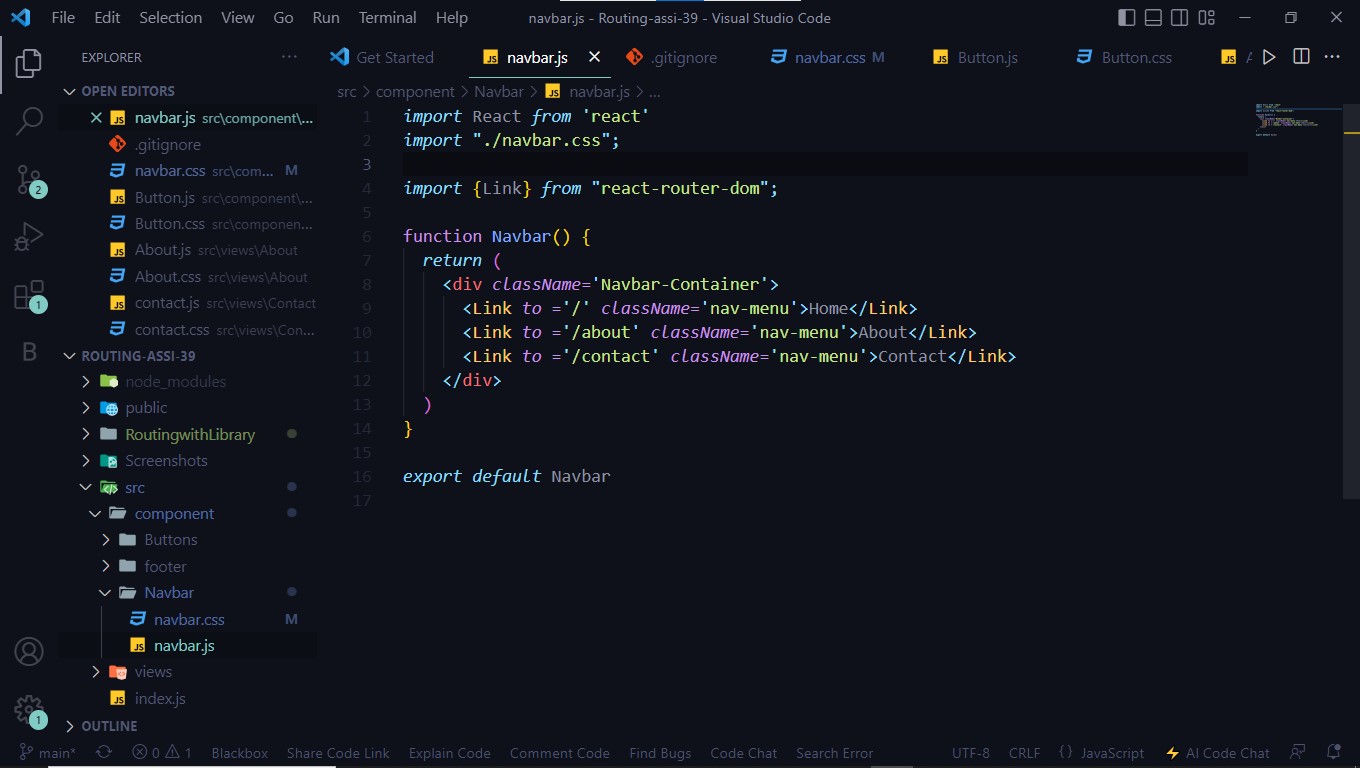 File Edit Selection View Go Run Terminal Help navbar.js - Routing-assi-39 - Visual Studio Code
EXPLORER ...
Get Started navbar.js .gitignore navbar.css M Button.js Button.css
OPEN EDITORS
src > component > Navbar > navbar.js > ...
navbar.js src\component\...
.gitignore
navbar.css src\com... M
Button.js src\component\...
Button.css src\componen...
About.js src\views\About
About.css src\views\About
contact.js src\views\Contact
contact.css src\views\Con...
ROUTING-ASSI-39
node_modules
public
RoutingwithLibrary
Screenshots
src
component
Buttons
footer
Navbar
navbar.css M
navbar.js
views
index.js
OUTLINE
2
1
B
1
1 import React from 'react'
2 import "./navbar.css";
3
4 import {Link} from "react-router-dom";
5
6 function Navbar() {
7 return (
8 <div className='Navbar-Container'>
9 <Link to ='/' className='nav-menu'>Home</Link>
10 <Link to ='/about' className='nav-menu'>About</Link>
11 <Link to ='/contact' className='nav-menu'>Contact</Link>
12 </div>
13 )
14 }
15
16 export default Navbar
17
main* 0 1 Blackbox Share Code Link Explain Code Comment Code Find Bugs Code Chat Search Error UTF-8 CRLF {} JavaScript AI Code Chat